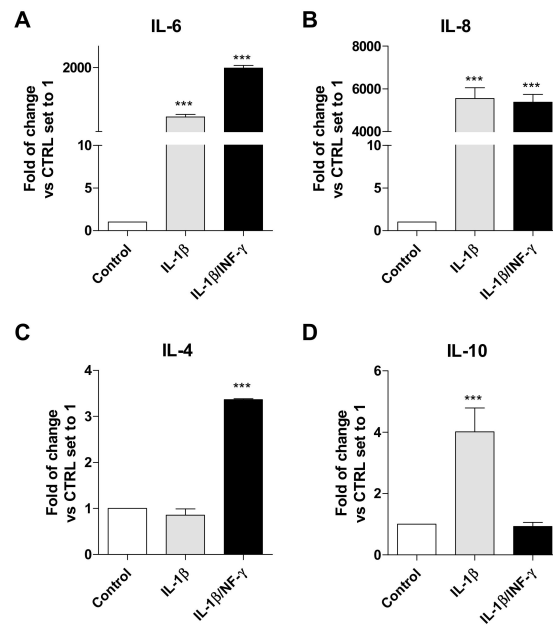 A
IL-6
Fold of change
vs CTRL set to 1
2000
10
5
0
***
***
Control
IL-1β
IL-1β/INF-γ
B
IL-8
Fold of change
vs CTRL set to 1
8000
6000
4000
10
5
0
***
***
Control
IL-1β
IL-1β/INF-γ
C
IL-4
Fold of change
vs CTRL set to 1
4
3
2
1
0
***
Control
IL-1β
IL-1β/NF-γ
D
IL-10
Fold of change
vs CTRL set to 1
6
4
2
0
***
Control
IL-1β
IL-1β/INF-γ